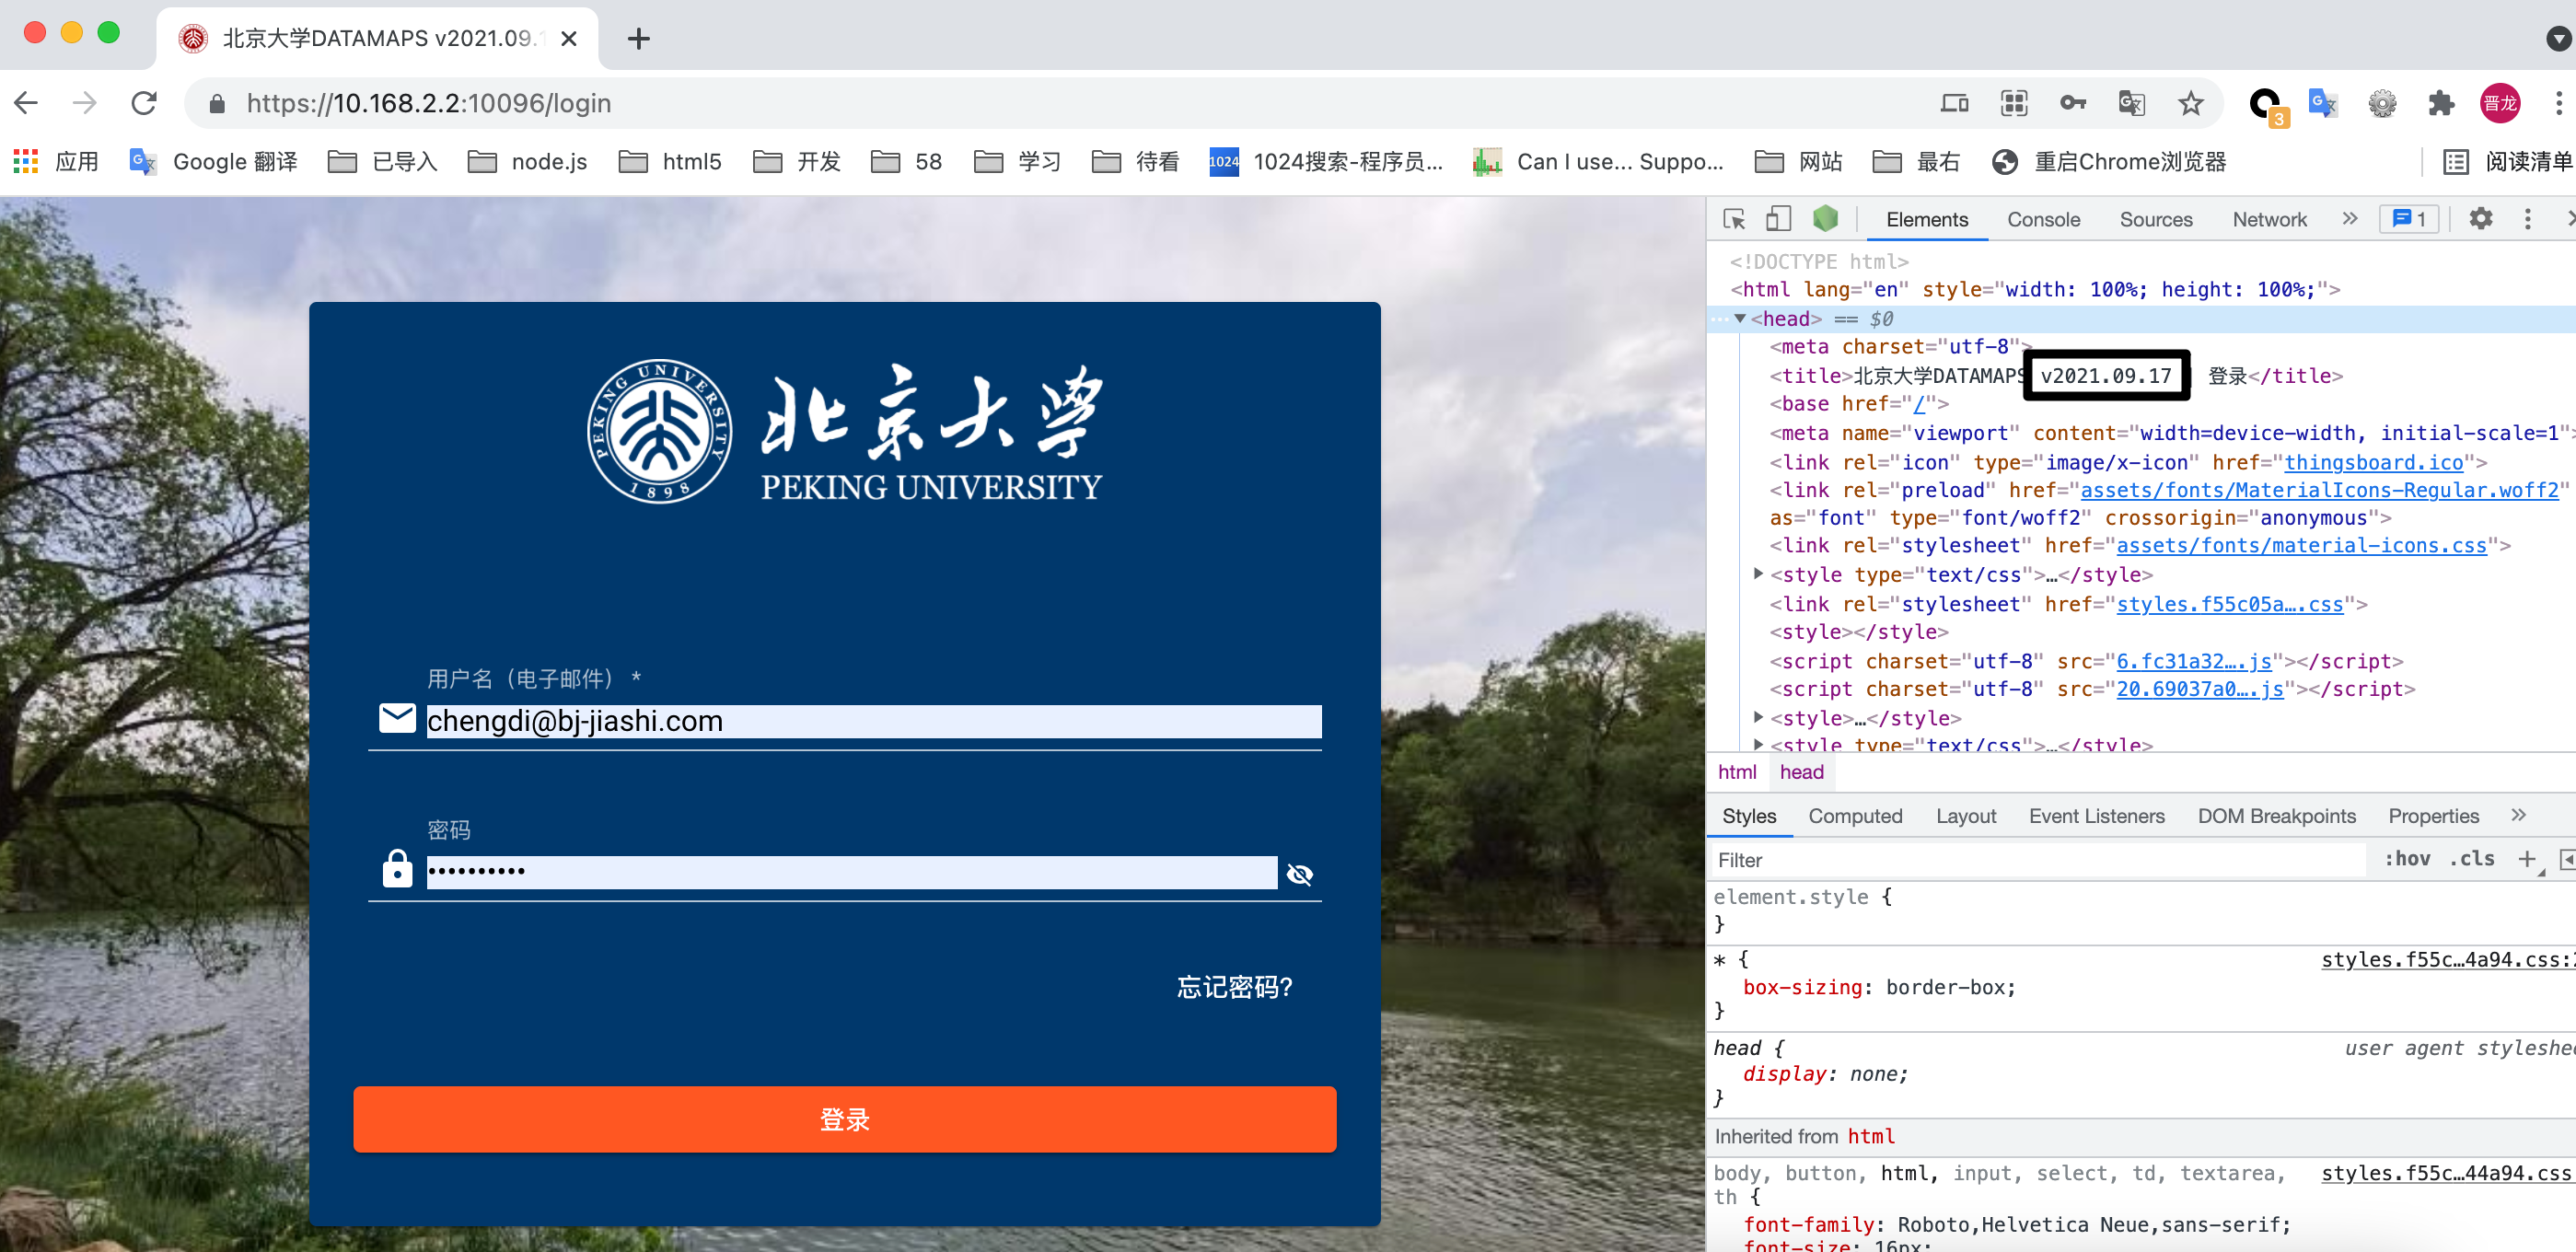 北京大学DATAMAPS v2021.09.1
https://10.168.2.2:10096/login
3
晋龙
应用
Google 翻译
已导入
node.js
html5
开发
58
学习
待看
1024
1024搜索-程序员...
Can I use... Suppo...
网站
最右
重启Chrome浏览器
阅读清单
PEKING UNIVERSITY
1898
北京大学
PEKING UNIVERSITY
用户名（电子邮件） *
chengdi@bj-jiashi.com
密码
••••••••••
忘记密码?
登录
Elements
Console
Sources
Network
»
1
<!DOCTYPE html>
<html lang="en" style="width: 100%; height: 100%;">
<head> == $0
<meta charset="utf-8">
<title>北京大学DATAMAPS v2021.09.17 登录</title>
<base href="/">
<meta name="viewport" content="width=device-width, initial-scale=1">
<link rel="icon" type="image/x-icon" href="thingsboard.ico">
<link rel="preload" href="assets/fonts/MaterialIcons-Regular.woff2"
as="font" type="font/woff2" crossorigin="anonymous">
<link rel="stylesheet" href="assets/fonts/material-icons.css">
<style type="text/css">…</style>
<link rel="stylesheet" href="styles.f55c05a….css">
<style></style>
<script charset="utf-8" src="6.fc31a32….js"></script>
<script charset="utf-8" src="20.69037a0….js"></script>
<style>…</style>
<style type="text/css">…</style>
html
head
Styles
Computed
Layout
Event Listeners
DOM Breakpoints
Properties
»
Filter
:hov
.cls
+
element.style {
}
* {
styles.f55c…4a94.css:2
box-sizing: border-box;
}
head {
user agent styleshee
display: none;
}
Inherited from html
body, button, html, input, select, td, textarea,
styles.f55c…44a94.css
th {
font-family: Roboto,Helvetica Neue,sans-serif;
font-size: 16px;